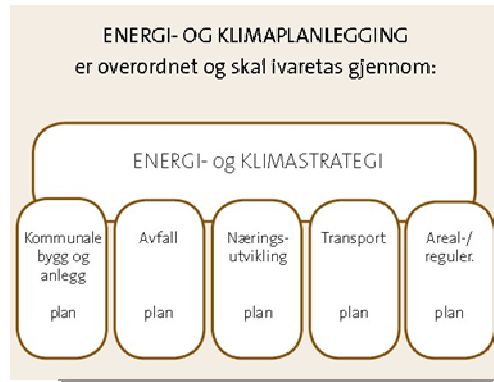 ENERGI- OG KLIMAPLANLEGGING
er overordnet og skal ivaretas gjennom:
ENERGI- og KLIMASTRATEGI
Kommunale
bygg og
anlegg
plan
Avfall
plan
Nærings-
utvikling
plan
Transport
plan
Areal-/
reguler.
plan